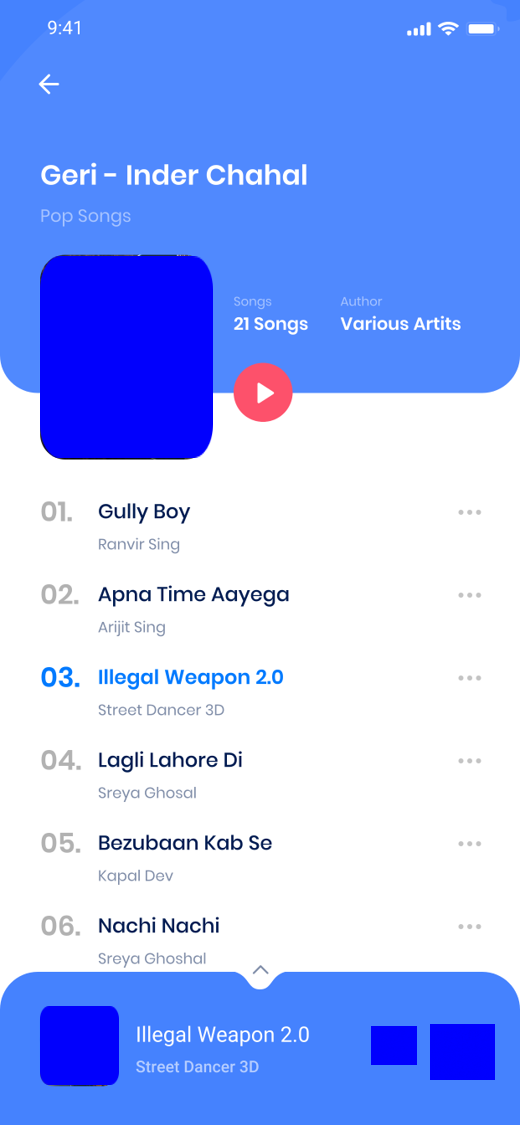 9:41
Geri - Inder Chahal
Pop Songs
Songs
Author
21 Songs
Various Artits
01.
Gully Boy
Ranvir Sing
02.
Apna Time Aayega
Arijit Sing
03.
Illegal Weapon 2.0
Street Dancer 3D
04.
Lagli Lahore Di
Sreya Ghosal
05.
Bezubaan Kab Se
Kapal Dev
06.
Nachi Nachi
Sreya Ghoshal
Illegal Weapon 2.0
Street Dancer 3D